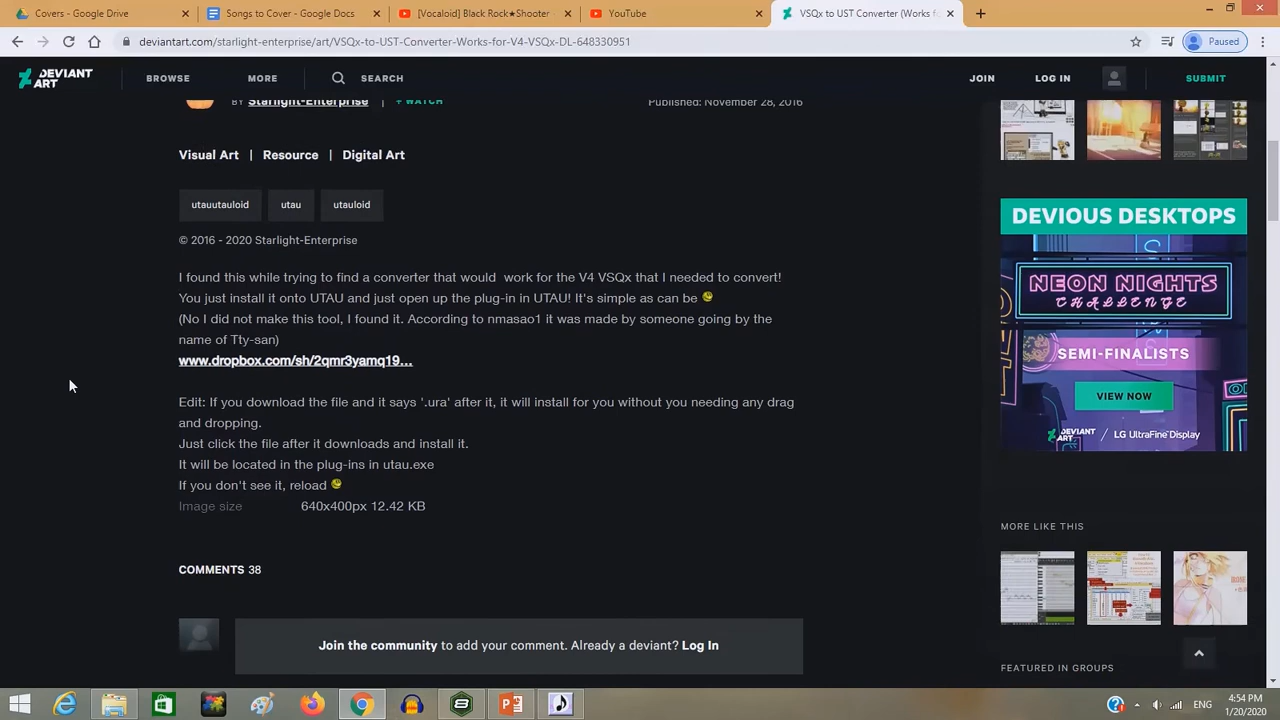 Covers - Google Drive
Songs to Cover - Google Docs
[Vocaloid] Black Rock★Shooter
YouTube
VSQx to UST Converter (Works f
deviantart.com/starlight-enterprise/art/VSQx-to-UST-Converter-Works-for-V4-VSQx-DL-648330951
Paused
DEVIANT ART
BROWSE
MORE
SEARCH
JOIN
LOG IN
SUBMIT
BY Starlight-Enterprise
+ WATCH
Published: November 28, 2016
Visual Art | Resource | Digital Art
utauutauloid
utau
utauloid
© 2016 - 2020 Starlight-Enterprise
I found this while trying to find a converter that would work for the V4 VSQx that I needed to convert!
You just install it onto UTAU and just open up the plug-in in UTAU! It's simple as can be
(No I did not make this tool, I found it. According to nmasao1 it was made by someone going by the
name of Tty-san)
www.dropbox.com/sh/2qmr3yamq19...
Edit: If you download the file and it says '.ura' after it, it will install for you without you needing any drag
and dropping.
Just click the file after it downloads and install it.
It will be located in the plug-ins in utau.exe
If you don't see it, reload
Image size 640x400px 12.42 KB
COMMENTS 38
Join the community to add your comment. Already a deviant? Log In
DEVIOUS DESKTOPS
NEON NIGHTS
CHALLENGE
SEMI-FINALISTS
VIEW NOW
DEVIANT ART / LG UltraFine Display
MORE LIKE THIS
FEATURED IN GROUPS
ENG
4:54 PM
1/20/2020